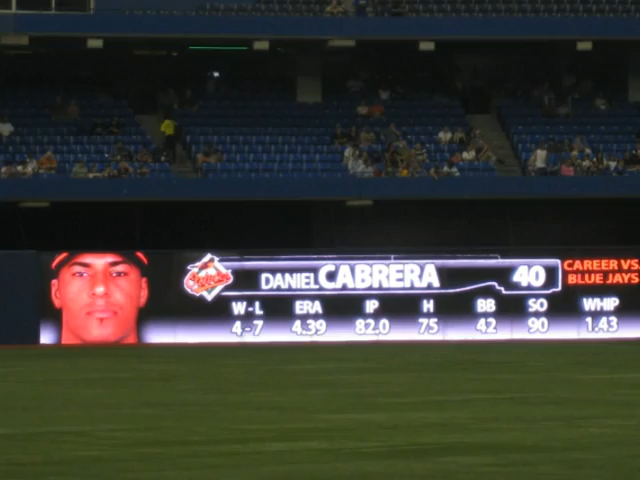 Orioles
DANIEL CABRERA 40
CAREER VS.
BLUE JAYS
W-L ERA IP H BB SO WHIP
4-7 4.39 82.0 75 42 90 1.43